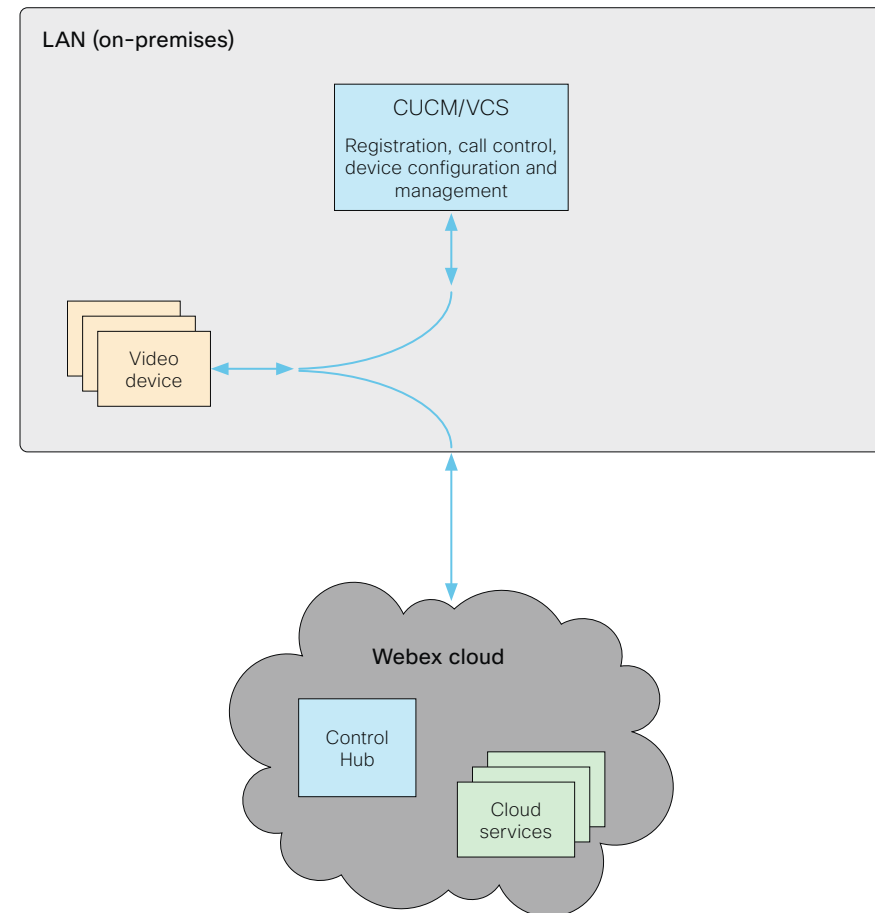 LAN (on-premises)
CUCM/VCS
Registration, call control,
device configuration and
management
Video
device
Webex cloud
Control
Hub
Cloud
services